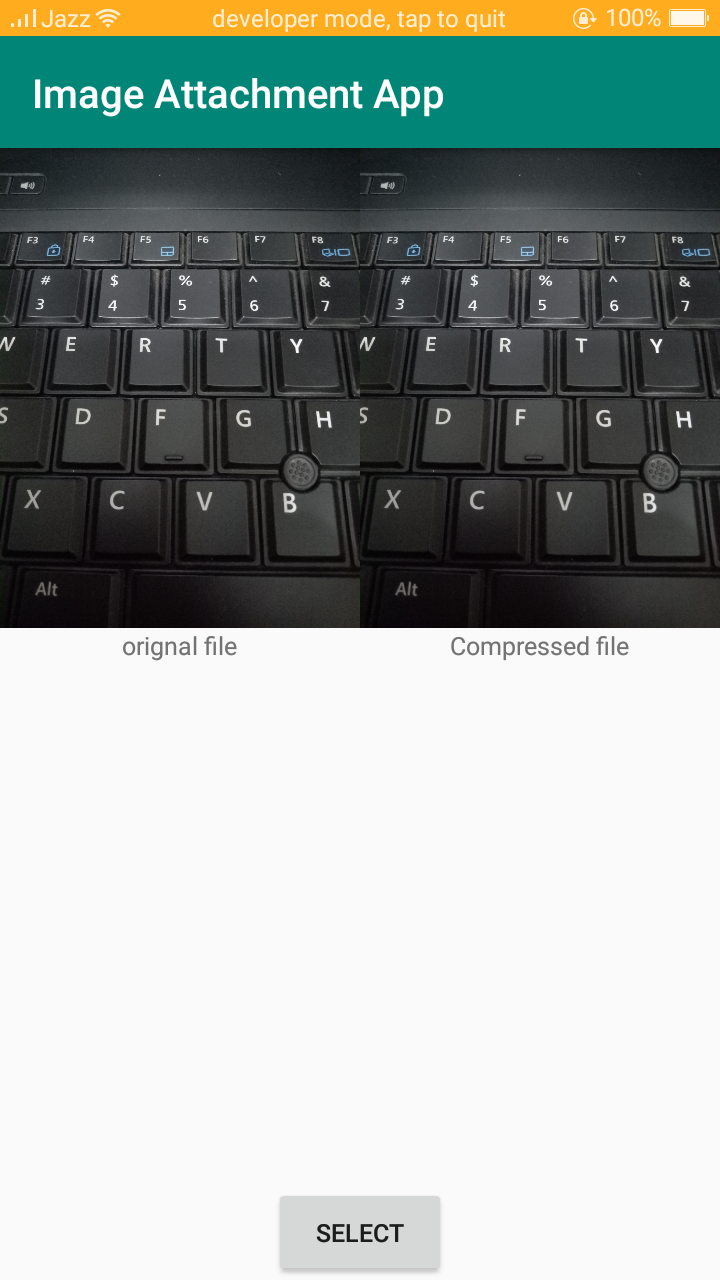 Jazz developer mode, tap to quit 100%
Image Attachment App
F3 F4 F5 F6 F7 F8
# $ % ^ &
3 4 5 6 7
W E R T Y
S D F G H
X C V B
Alt
F3 F4 F5 F6 F7 F8
# $ % ^ &
3 4 5 6 7
W E R T Y
S D F G H
X C V B
Alt
orignal file
Compressed file
SELECT